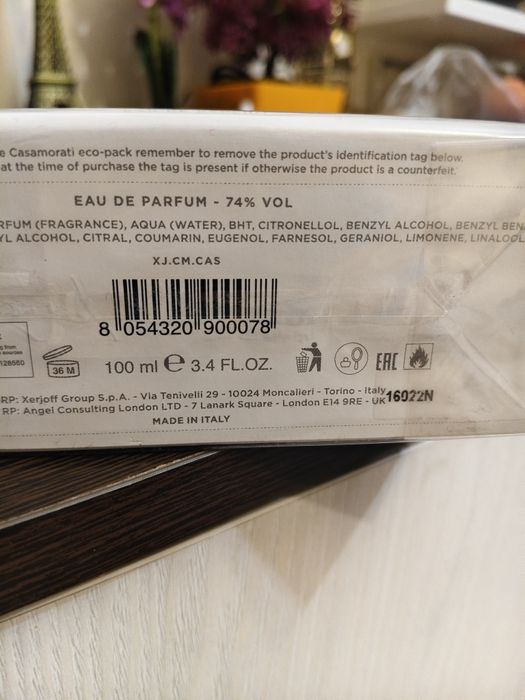 e Casamorati eco-pack remember to remove the product's identification tag below.
at the time of purchase the tag is present if otherwise the product is a counterfeit.
EAU DE PARFUM - 74% VOL
RFUM (FRAGRANCE), AQUA (WATER), BHT, CITRONELLOL, BENZYL ALCOHOL, BENZYL BEN
YL ALCOHOL, CITRAL, COUMARIN, EUGENOL, FARNESOL, GERANIOL, LIMONENE, LINALOOL
XJ.CM.CAS
8 054320 900078
36 M
100 ml e 3.4 FL.OZ.
EAC
RP: Xerjoff Group S.p.A. - Via Tenivelli 29 - 10024 Moncalieri - Torino - Italy
RP: Angel Consulting London LTD - 7 Lanark Square - London E14 9RE - UK
16022N
MADE IN ITALY